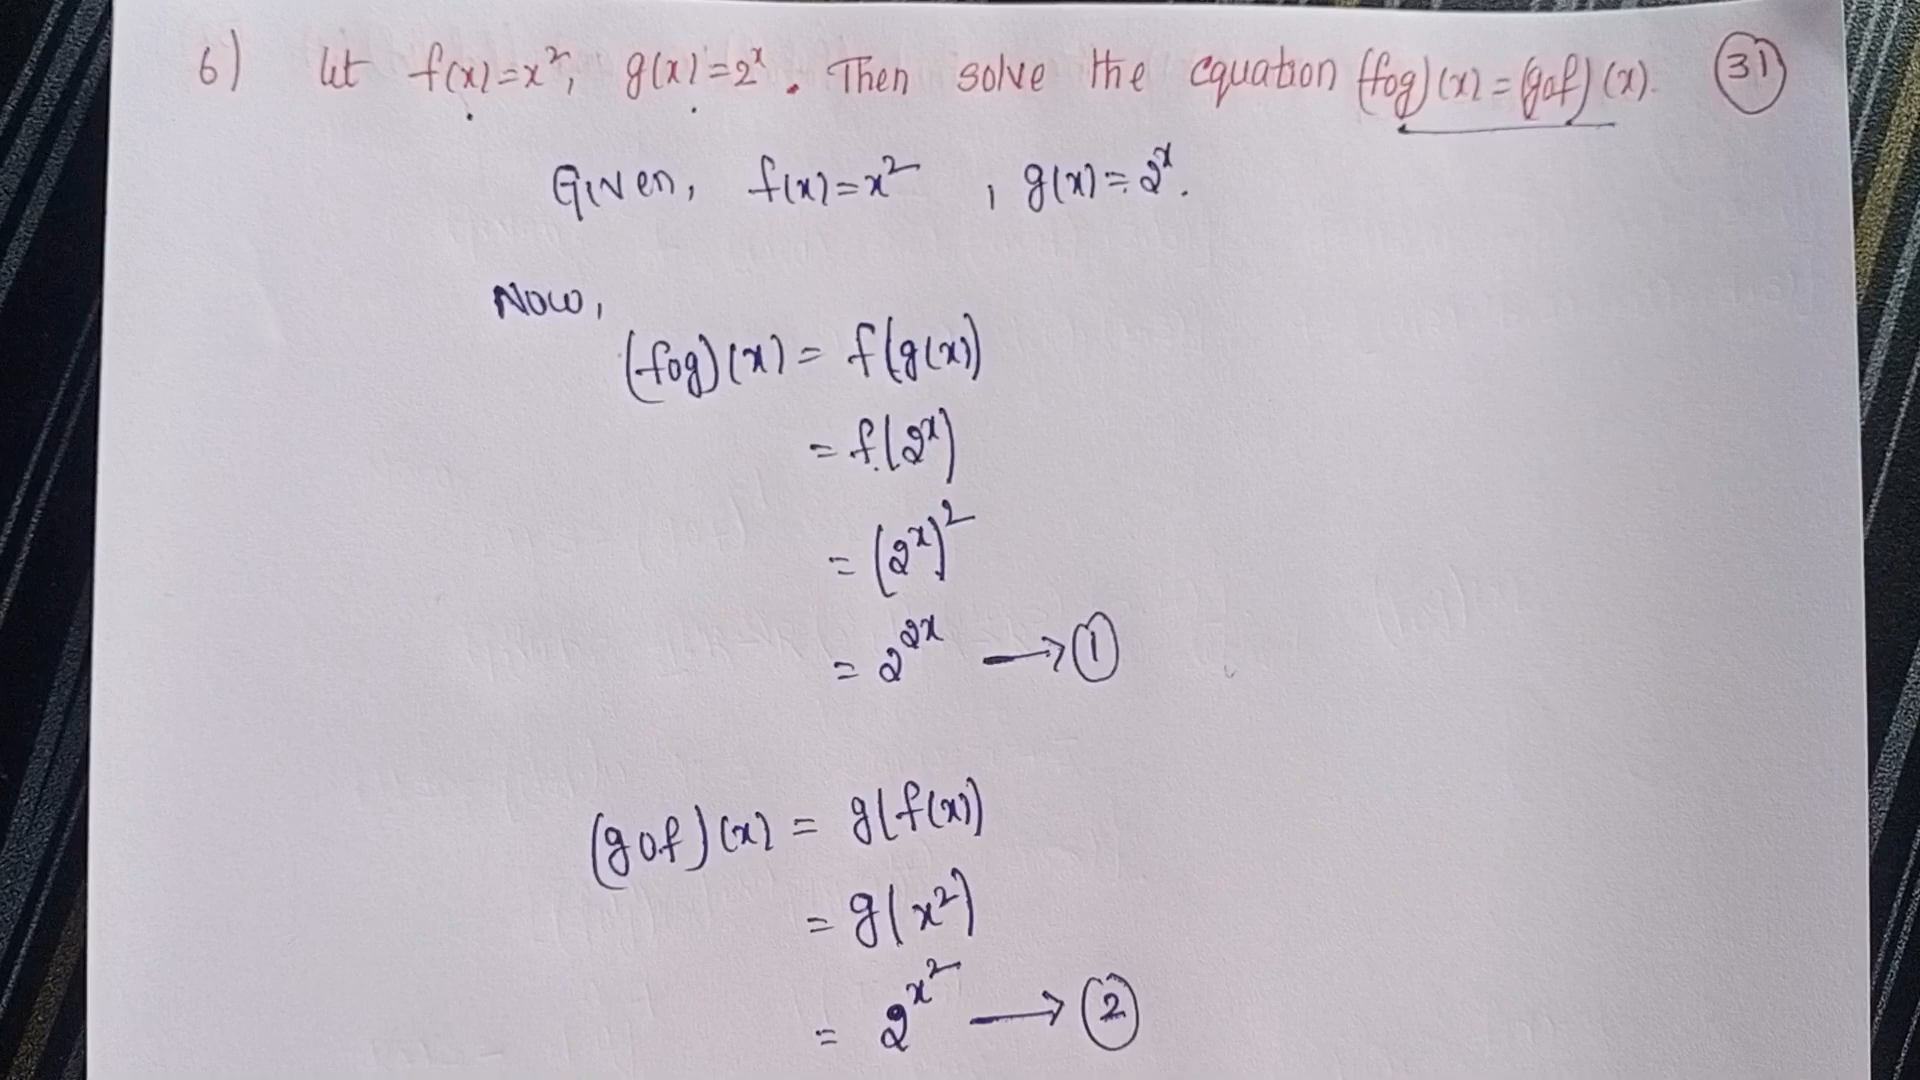 6) let f(x)=x², g(x)=2ˣ. Then solve the equation (fog)(x)=(gof)(x). (31)
Given, f(x)=x² , g(x)=2ˣ.
Now,
(fog)(x) = f(g(x))
= f(2ˣ)
= (2ˣ)²
= 2²ˣ → (1)
(gof)(x) = g(f(x))
= g(x²)
= 2^x² → (2)